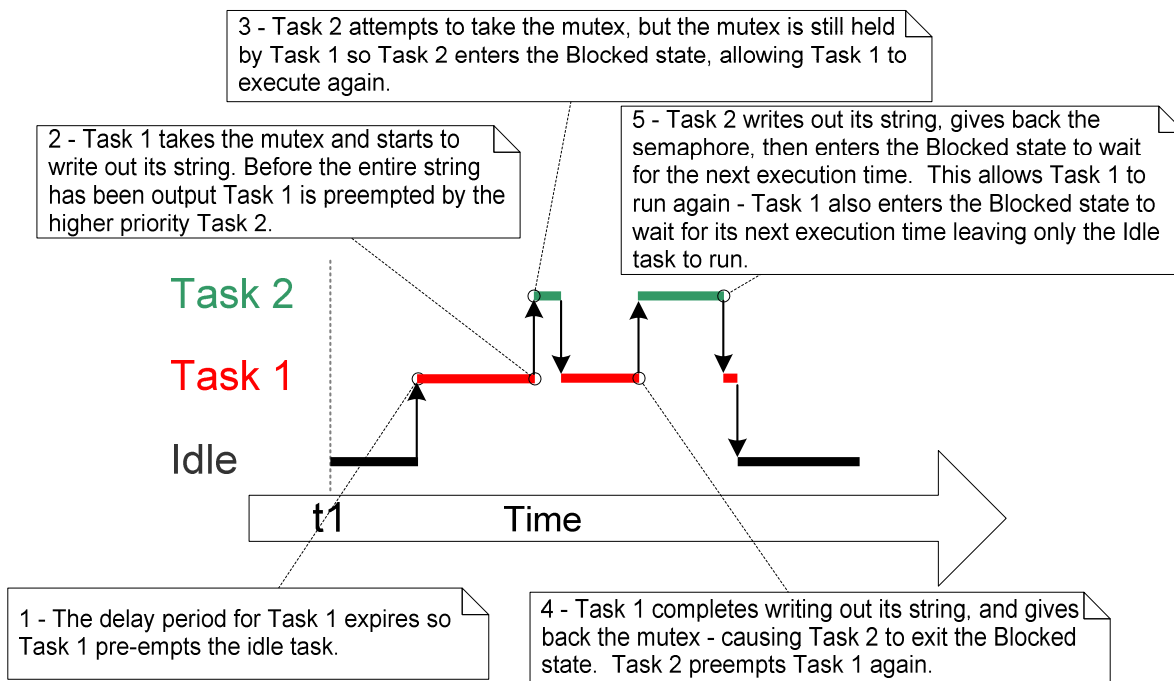 3 - Task 2 attempts to take the mutex, but the mutex is still held
by Task 1 so Task 2 enters the Blocked state, allowing Task 1 to
execute again.
2 - Task 1 takes the mutex and starts to
write out its string. Before the entire string
has been output Task 1 is preempted by the
higher priority Task 2.
5 - Task 2 writes out its string, gives back the
semaphore, then enters the Blocked state to wait
for the next execution time.  This allows Task 1 to
run again - Task 1 also enters the Blocked state to
wait for its next execution time leaving only the Idle
task to run.
Task 2
Task 1
Idle
t1
Time
1 - The delay period for Task 1 expires so
Task 1 pre-empts the idle task.
4 - Task 1 completes writing out its string, and gives
back the mutex - causing Task 2 to exit the Blocked
state.  Task 2 preempts Task 1 again.